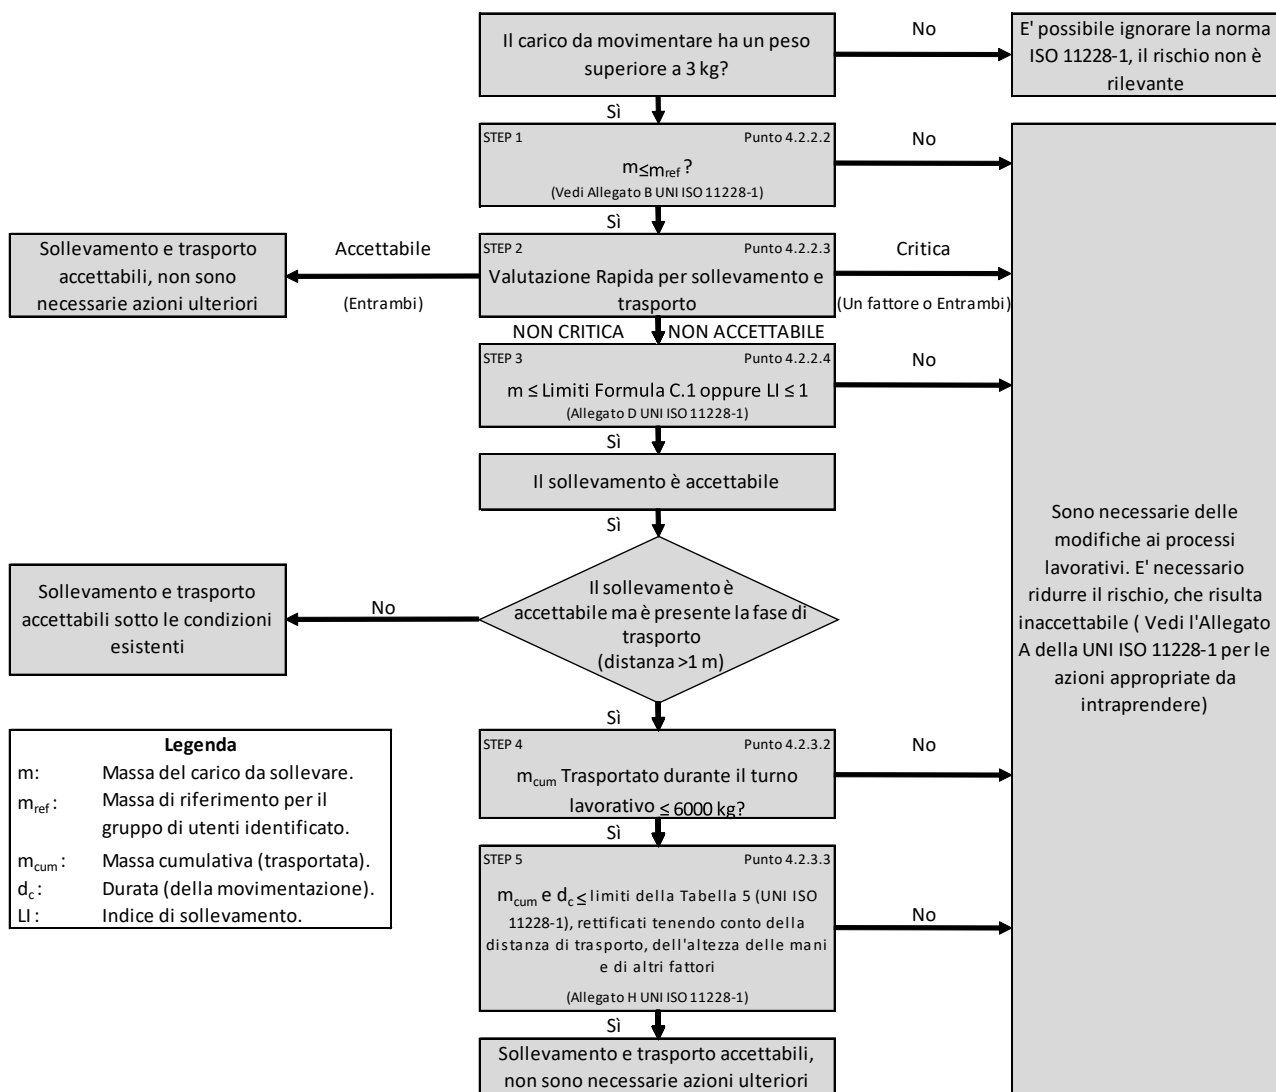 Il carico da movimentare ha un peso
superiore a 3 kg?
No
E' possibile ignorare la norma
ISO 11228-1, il rischio non è
rilevante
Sì
STEP 1 Punto 4.2.2.2
m≤mref ?
(Vedi Allegato B UNI ISO 11228-1)
No
Sì
Sollevamento e trasporto
accettabili, non sono
necessarie azioni ulteriori
Accettabile
(Entrambi)
STEP 2 Punto 4.2.2.3
Valutazione Rapida per sollevamento e
trasporto
Critica
(Un fattore o Entrambi)
NON CRITICA NON ACCETTABILE
STEP 3 Punto 4.2.2.4
m ≤ Limiti Formula C.1 oppure LI ≤ 1
(Allegato D UNI ISO 11228-1)
No
Sì
Il sollevamento è accettabile
Sì
Il sollevamento è
accettabile ma è presente la fase di
trasporto
(distanza >1 m)
No
Sollevamento e trasporto
accettabili sotto le condizioni
esistenti
Sono necessarie delle
modifiche ai processi
lavorativi. E' necessario
ridurre il rischio, che risulta
inaccettabile ( Vedi l'Allegato
A della UNI ISO 11228-1 per le
azioni appropriate da
intraprendere)
Sì
STEP 4 Punto 4.2.3.2
mcum Trasportato durante il turno
lavorativo ≤ 6000 kg?
No
Sì
STEP 5 Punto 4.2.3.3
mcum e dc ≤ limiti della Tabella 5 (UNI ISO
11228-1), rettificati tenendo conto della
distanza di trasporto, dell'altezza delle mani
e di altri fattori
(Allegato H UNI ISO 11228-1)
No
Sì
Sollevamento e trasporto accettabili,
non sono necessarie azioni ulteriori
Legenda
m: Massa del carico da sollevare.
mref : Massa di riferimento per il
gruppo di utenti identificato.
mcum : Massa cumulativa (trasportata).
dc : Durata (della movimentazione).
LI : Indice di sollevamento.